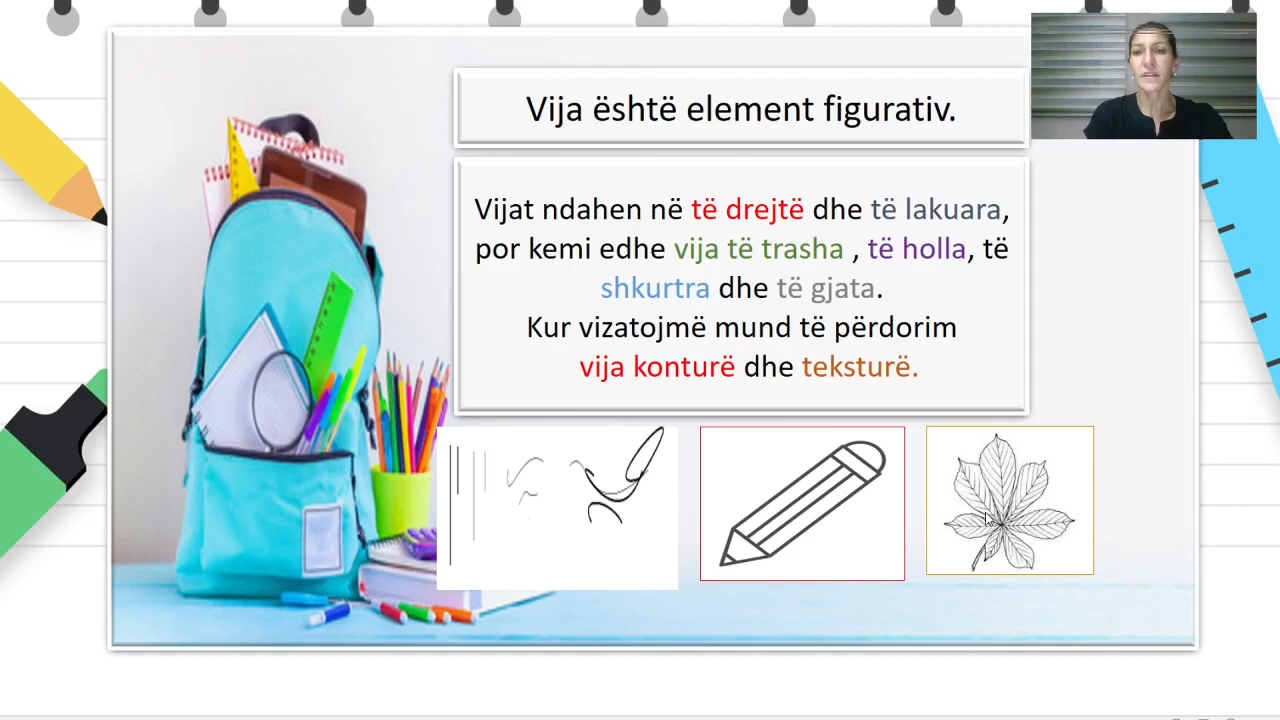 Vija është element figurativ.
Vijat ndahen në të drejtë dhe të lakuara,
por kemi edhe vija të trasha , të holla, të
shkurtra dhe të gjata.
Kur vizatojmë mund të përdorim
vija konturë dhe teksturë.